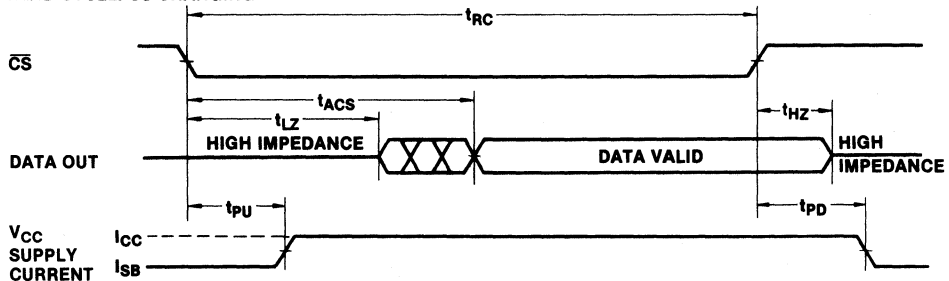 tRC
CS
tACS
tLZ
tHZ
HIGH IMPEDANCE
DATA OUT
DATA VALID
HIGH
IMPEDANCE
tPU
tPD
VCC
SUPPLY
CURRENT
ICC
ISB